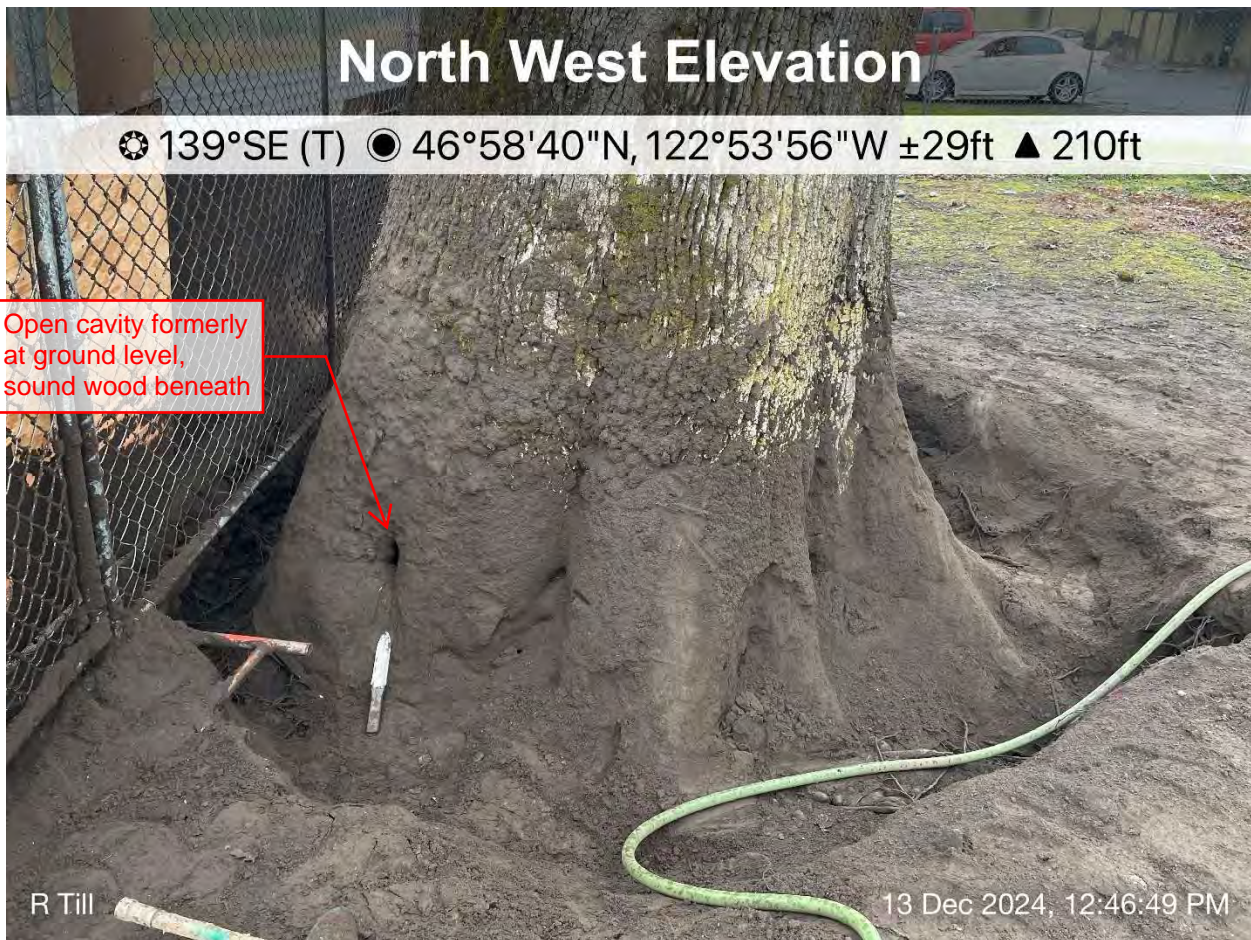 North West Elevation
139°SE (T) 46°58'40"N, 122°53'56"W ±29ft ▲ 210ft
Open cavity formerly
at ground level,
sound wood beneath
R Till
13 Dec 2024, 12:46:49 PM